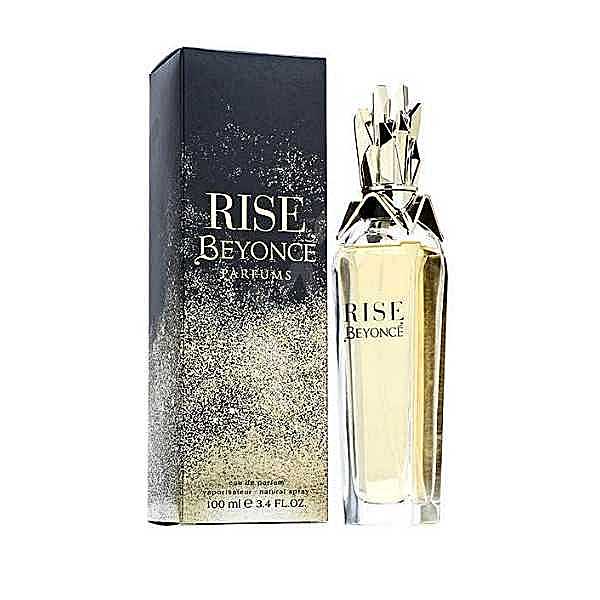 RISE
BEYONCÉ
PARFUMS
eau de parfum
vaporisateur · natural spray
100 ml e 3.4 FL.OZ.
RISE
BEYONCÉ